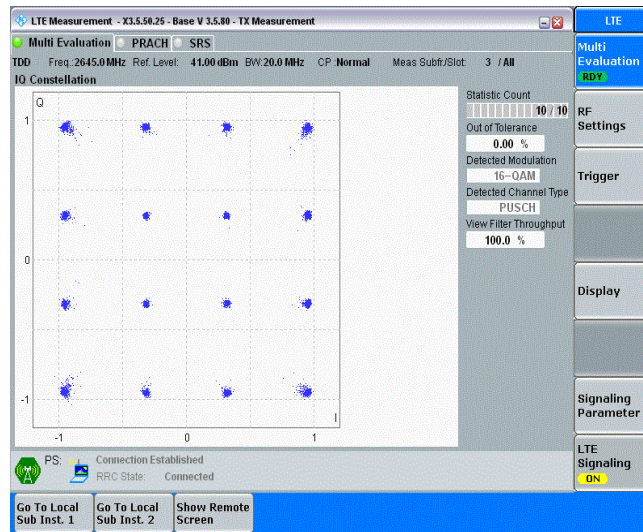 LTE Measurement - X3.5.50.25 - Base V 3.5.80 - TX Measurement
LTE
Multi Evaluation PRACH SRS
TDD Freq.:2645.0 MHz Ref. Level: 41.00 dBm BW:20.0 MHz CP :Normal Meas Subfr./Slot: 3 / All
IQ Constellation
Q
1
0
-1
-1 0 1
I
Statistic Count
10 / 10
Out of Tolerance
0.00 %
Detected Modulation
16-QAM
Detected Channel Type
PUSCH
View Filter Throughput
100.0 %
Multi
Evaluation
RDY
RF
Settings
Trigger
Display
Signaling
Parameter
LTE
Signaling
ON
PS: Connection Established
RRC State: Connected
Go To Local
Sub Inst. 1
Go To Local
Sub Inst. 2
Show Remote
Screen